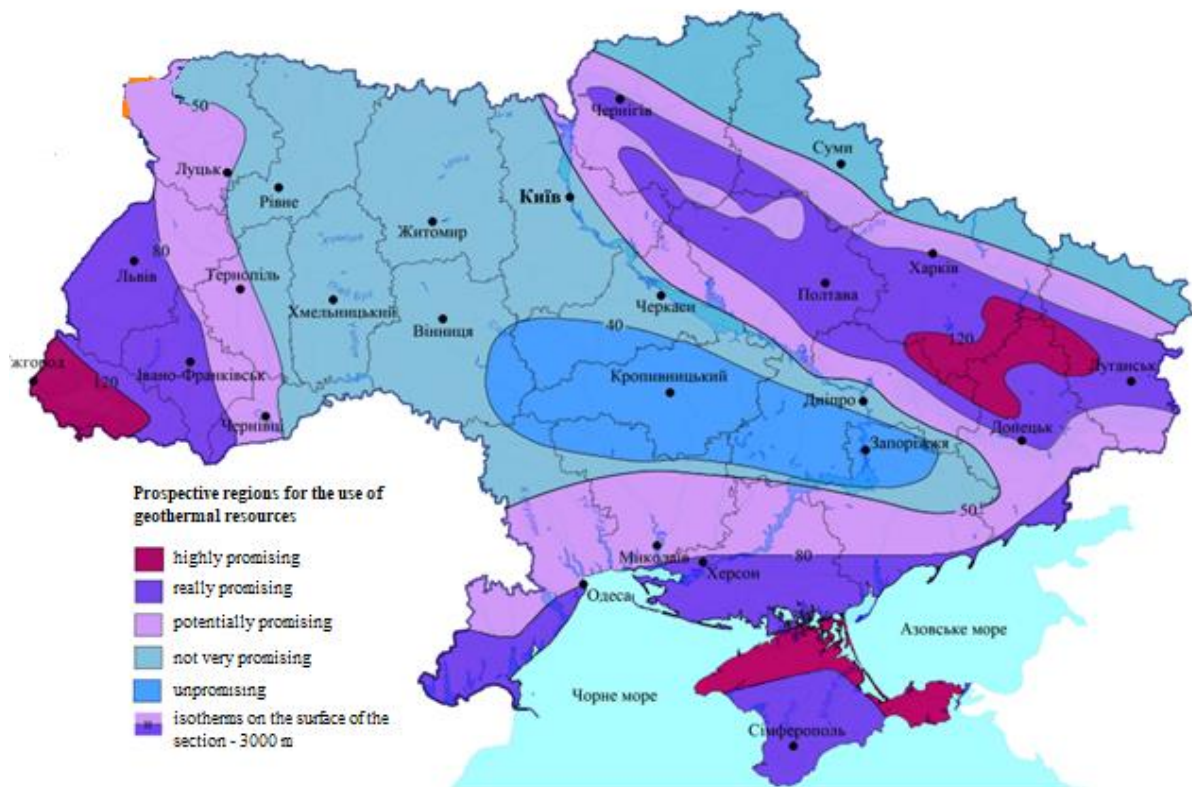 Чернігів
50
Суми
Луцьк
Київ
Рівне
Житомир
80
Львів
Тернопіль
Харків
Полтава
Хмельницький
Черкаси
Вінниця
40
120
жгород
120
Івано-Франківськ
Кропивницький
Луганськ
Дніпро
Чернівці
Донецьк
Запоріжжя
50
Миколаїв
80
Херсон
Одеса
Азовське море
Чорне море
Сімферополь
Prospective regions for the use of
geothermal resources
highly promising
really promising
potentially promising
not very promising
unpromising
isotherms on the surface of the
section - 3000 m